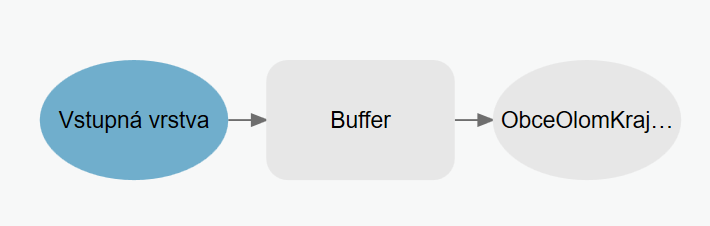 Vstupná vrstva
Buffer
ObceOlomKraj…